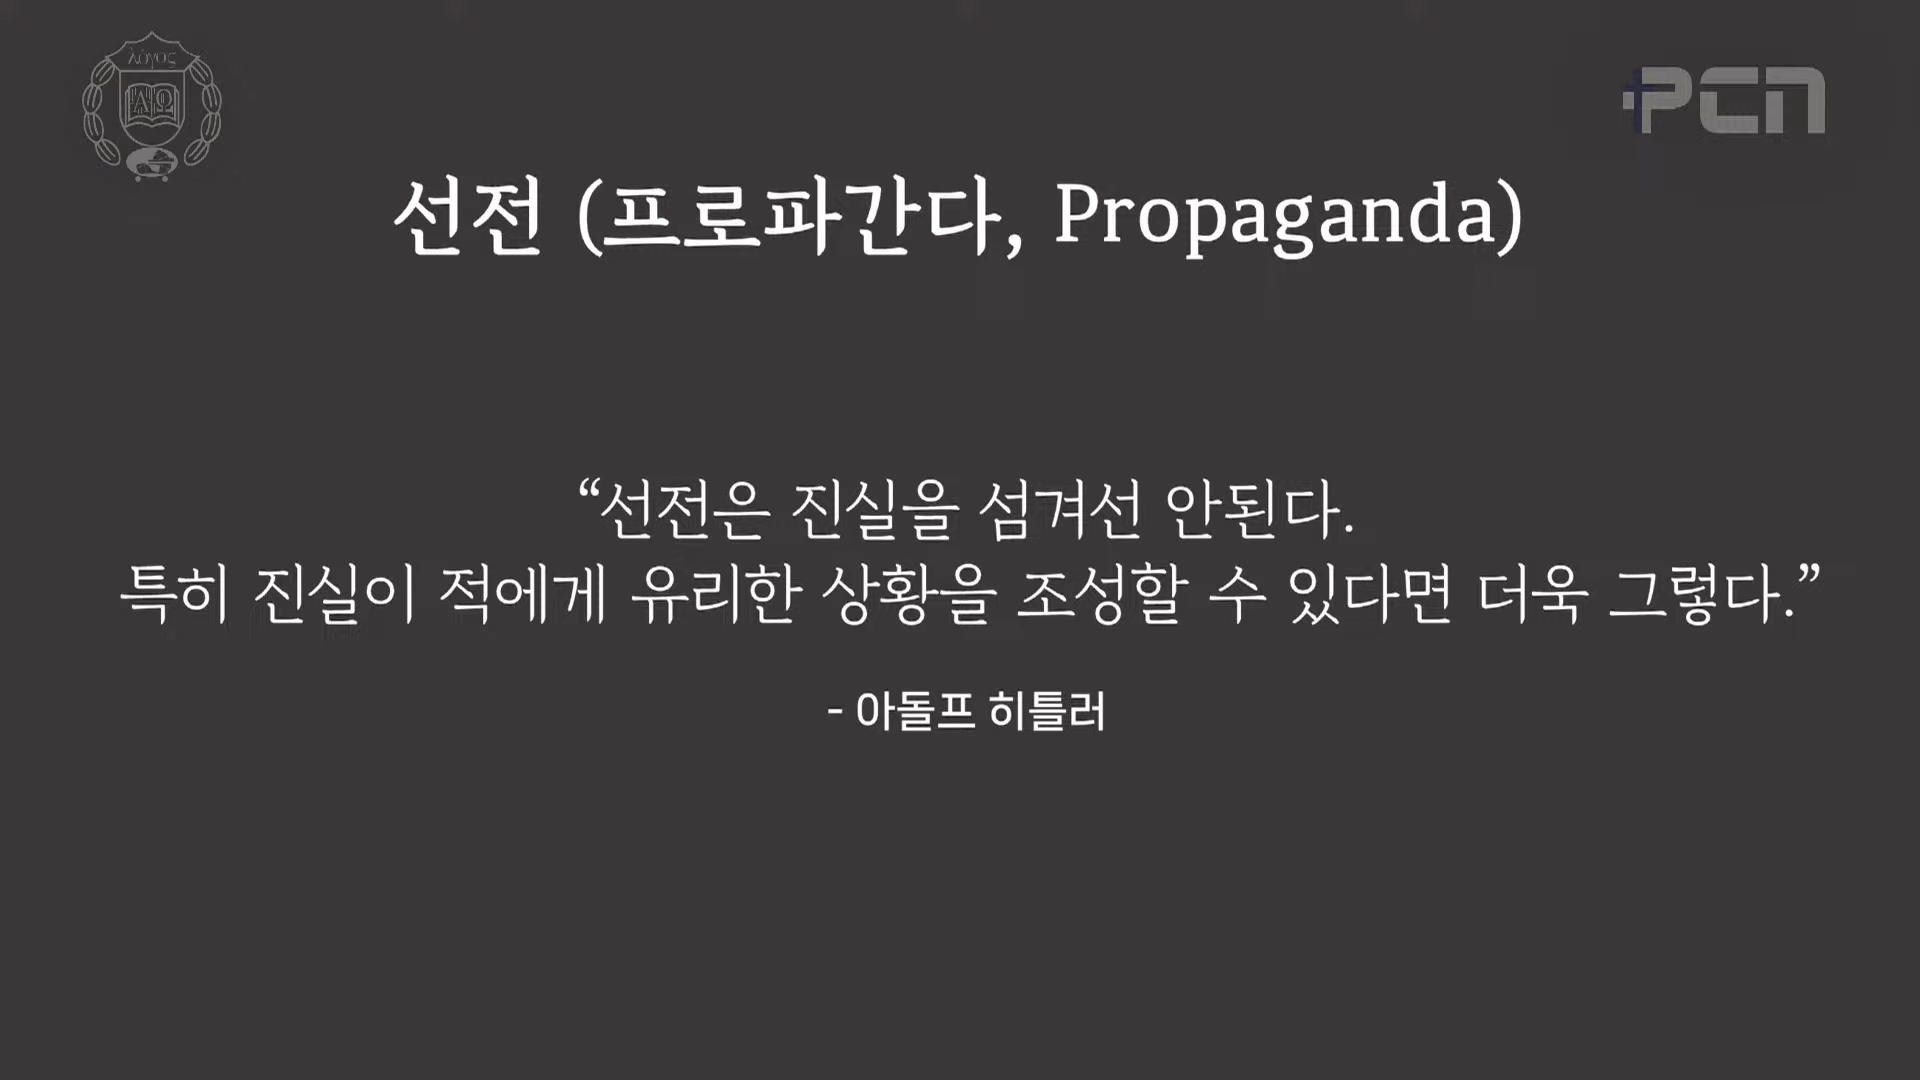 λόγος
Α Ω
PCN
선전 (프로파간다, Propaganda)
“선전은 진실을 섬겨선 안된다.
특히 진실이 적에게 유리한 상황을 조성할 수 있다면 더욱 그렇다.”
- 아돌프 히틀러